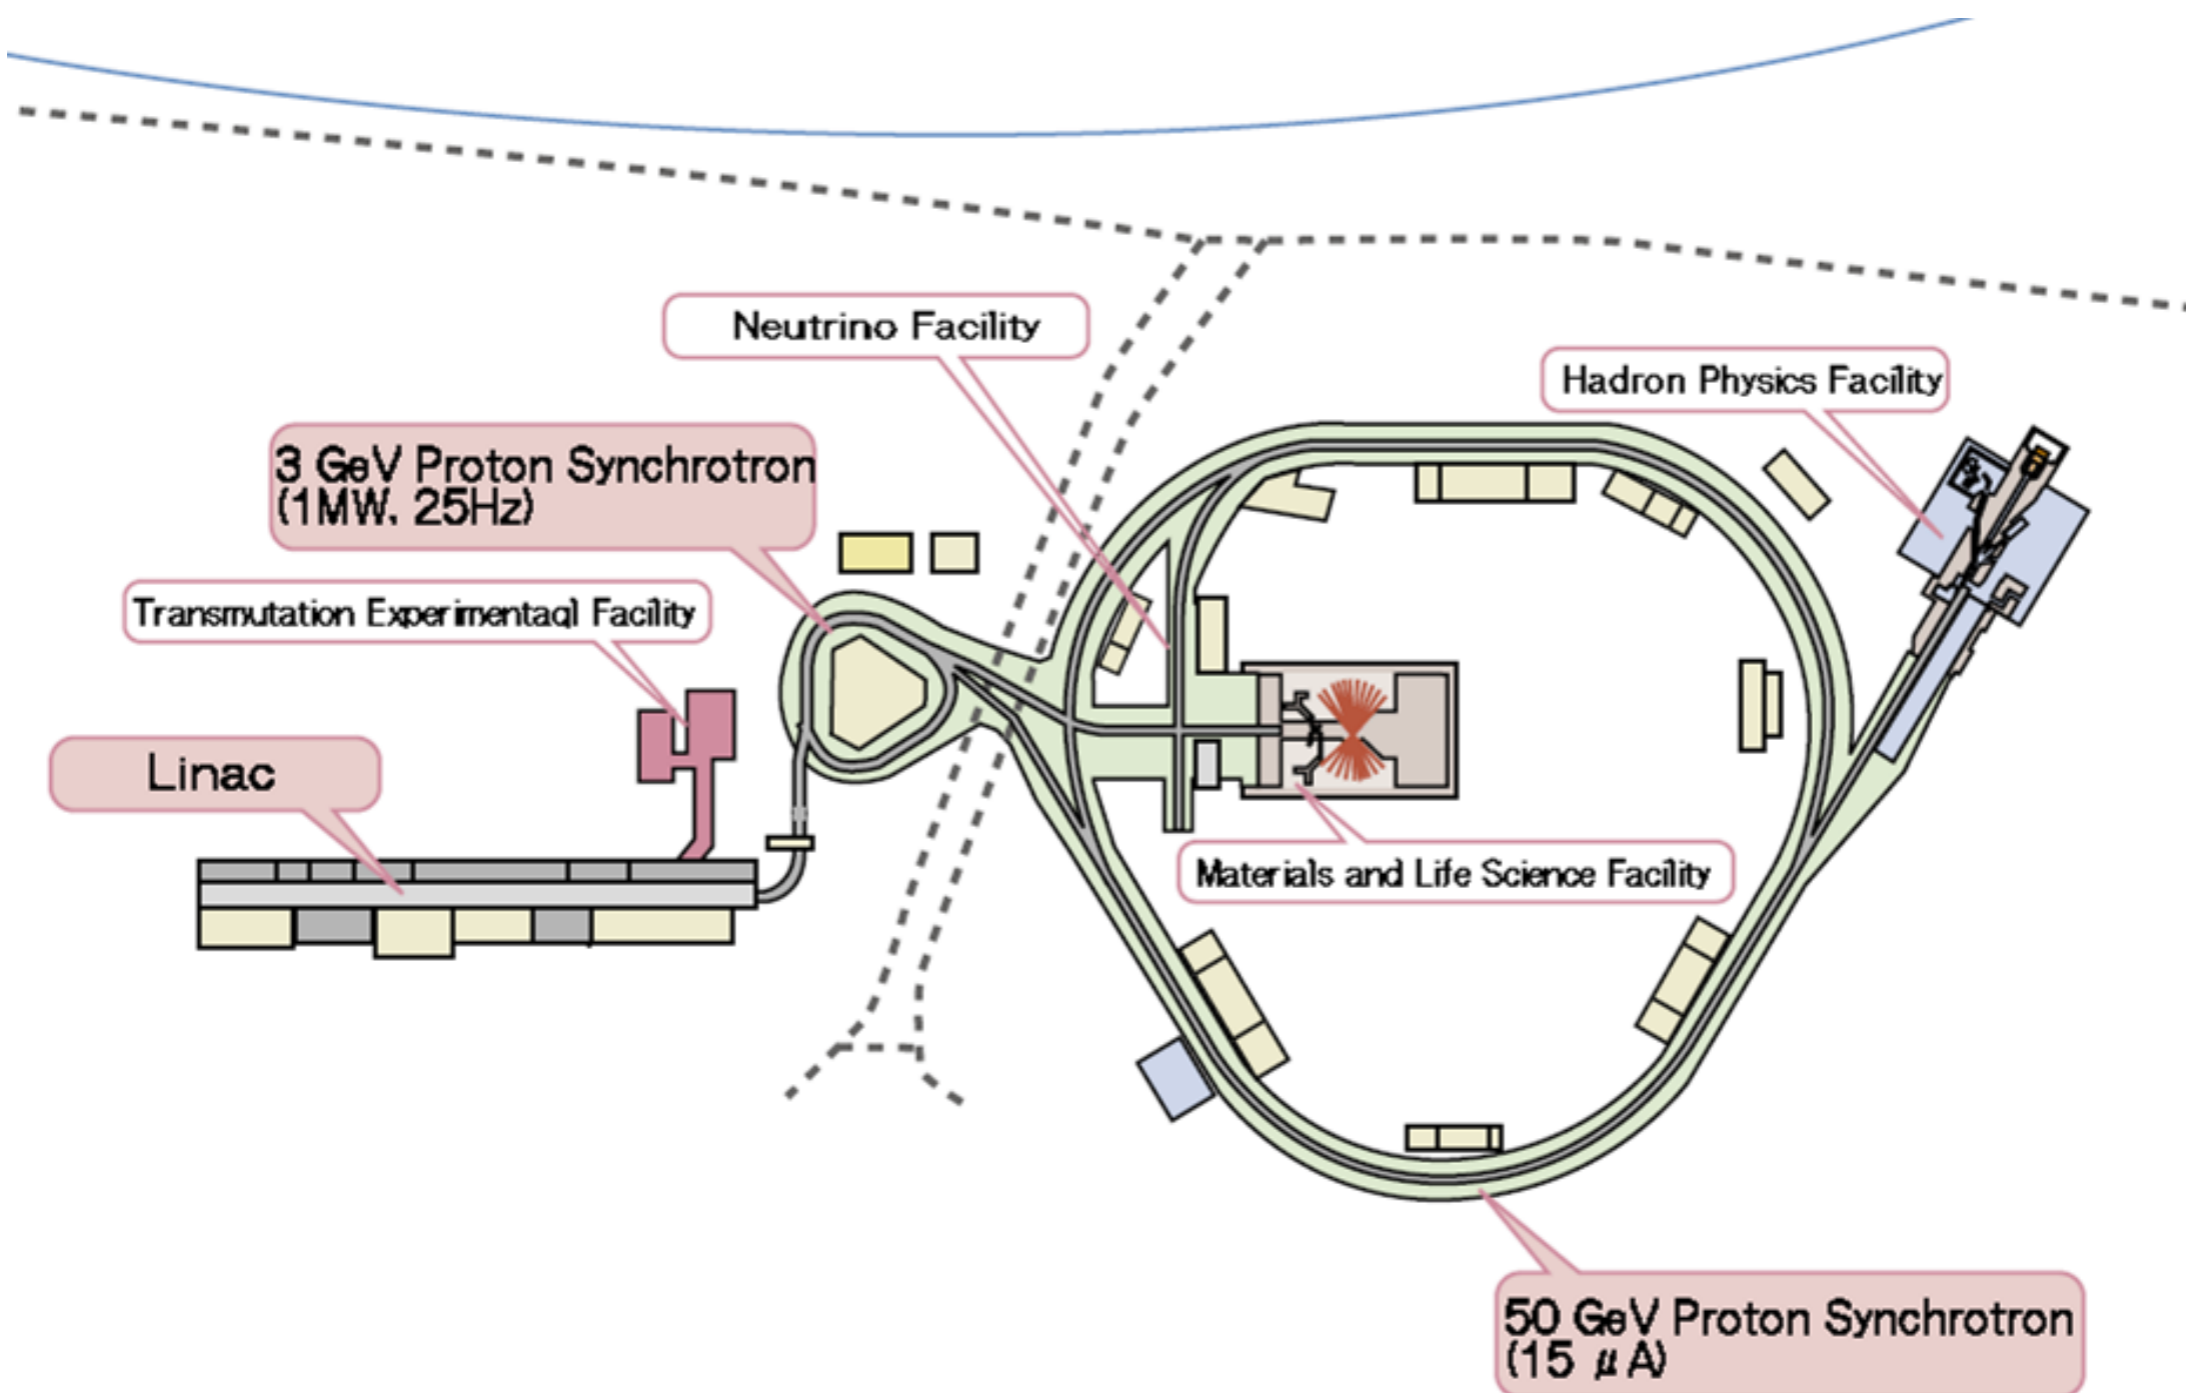 Neutrino Facility
Hadron Physics Facility
3 GeV Proton Synchrotron
(1MW, 25Hz)
Transmutation Experimentaql Facility
Linac
Materials and Life Science Facility
50 GeV Proton Synchrotron
(15 μA)